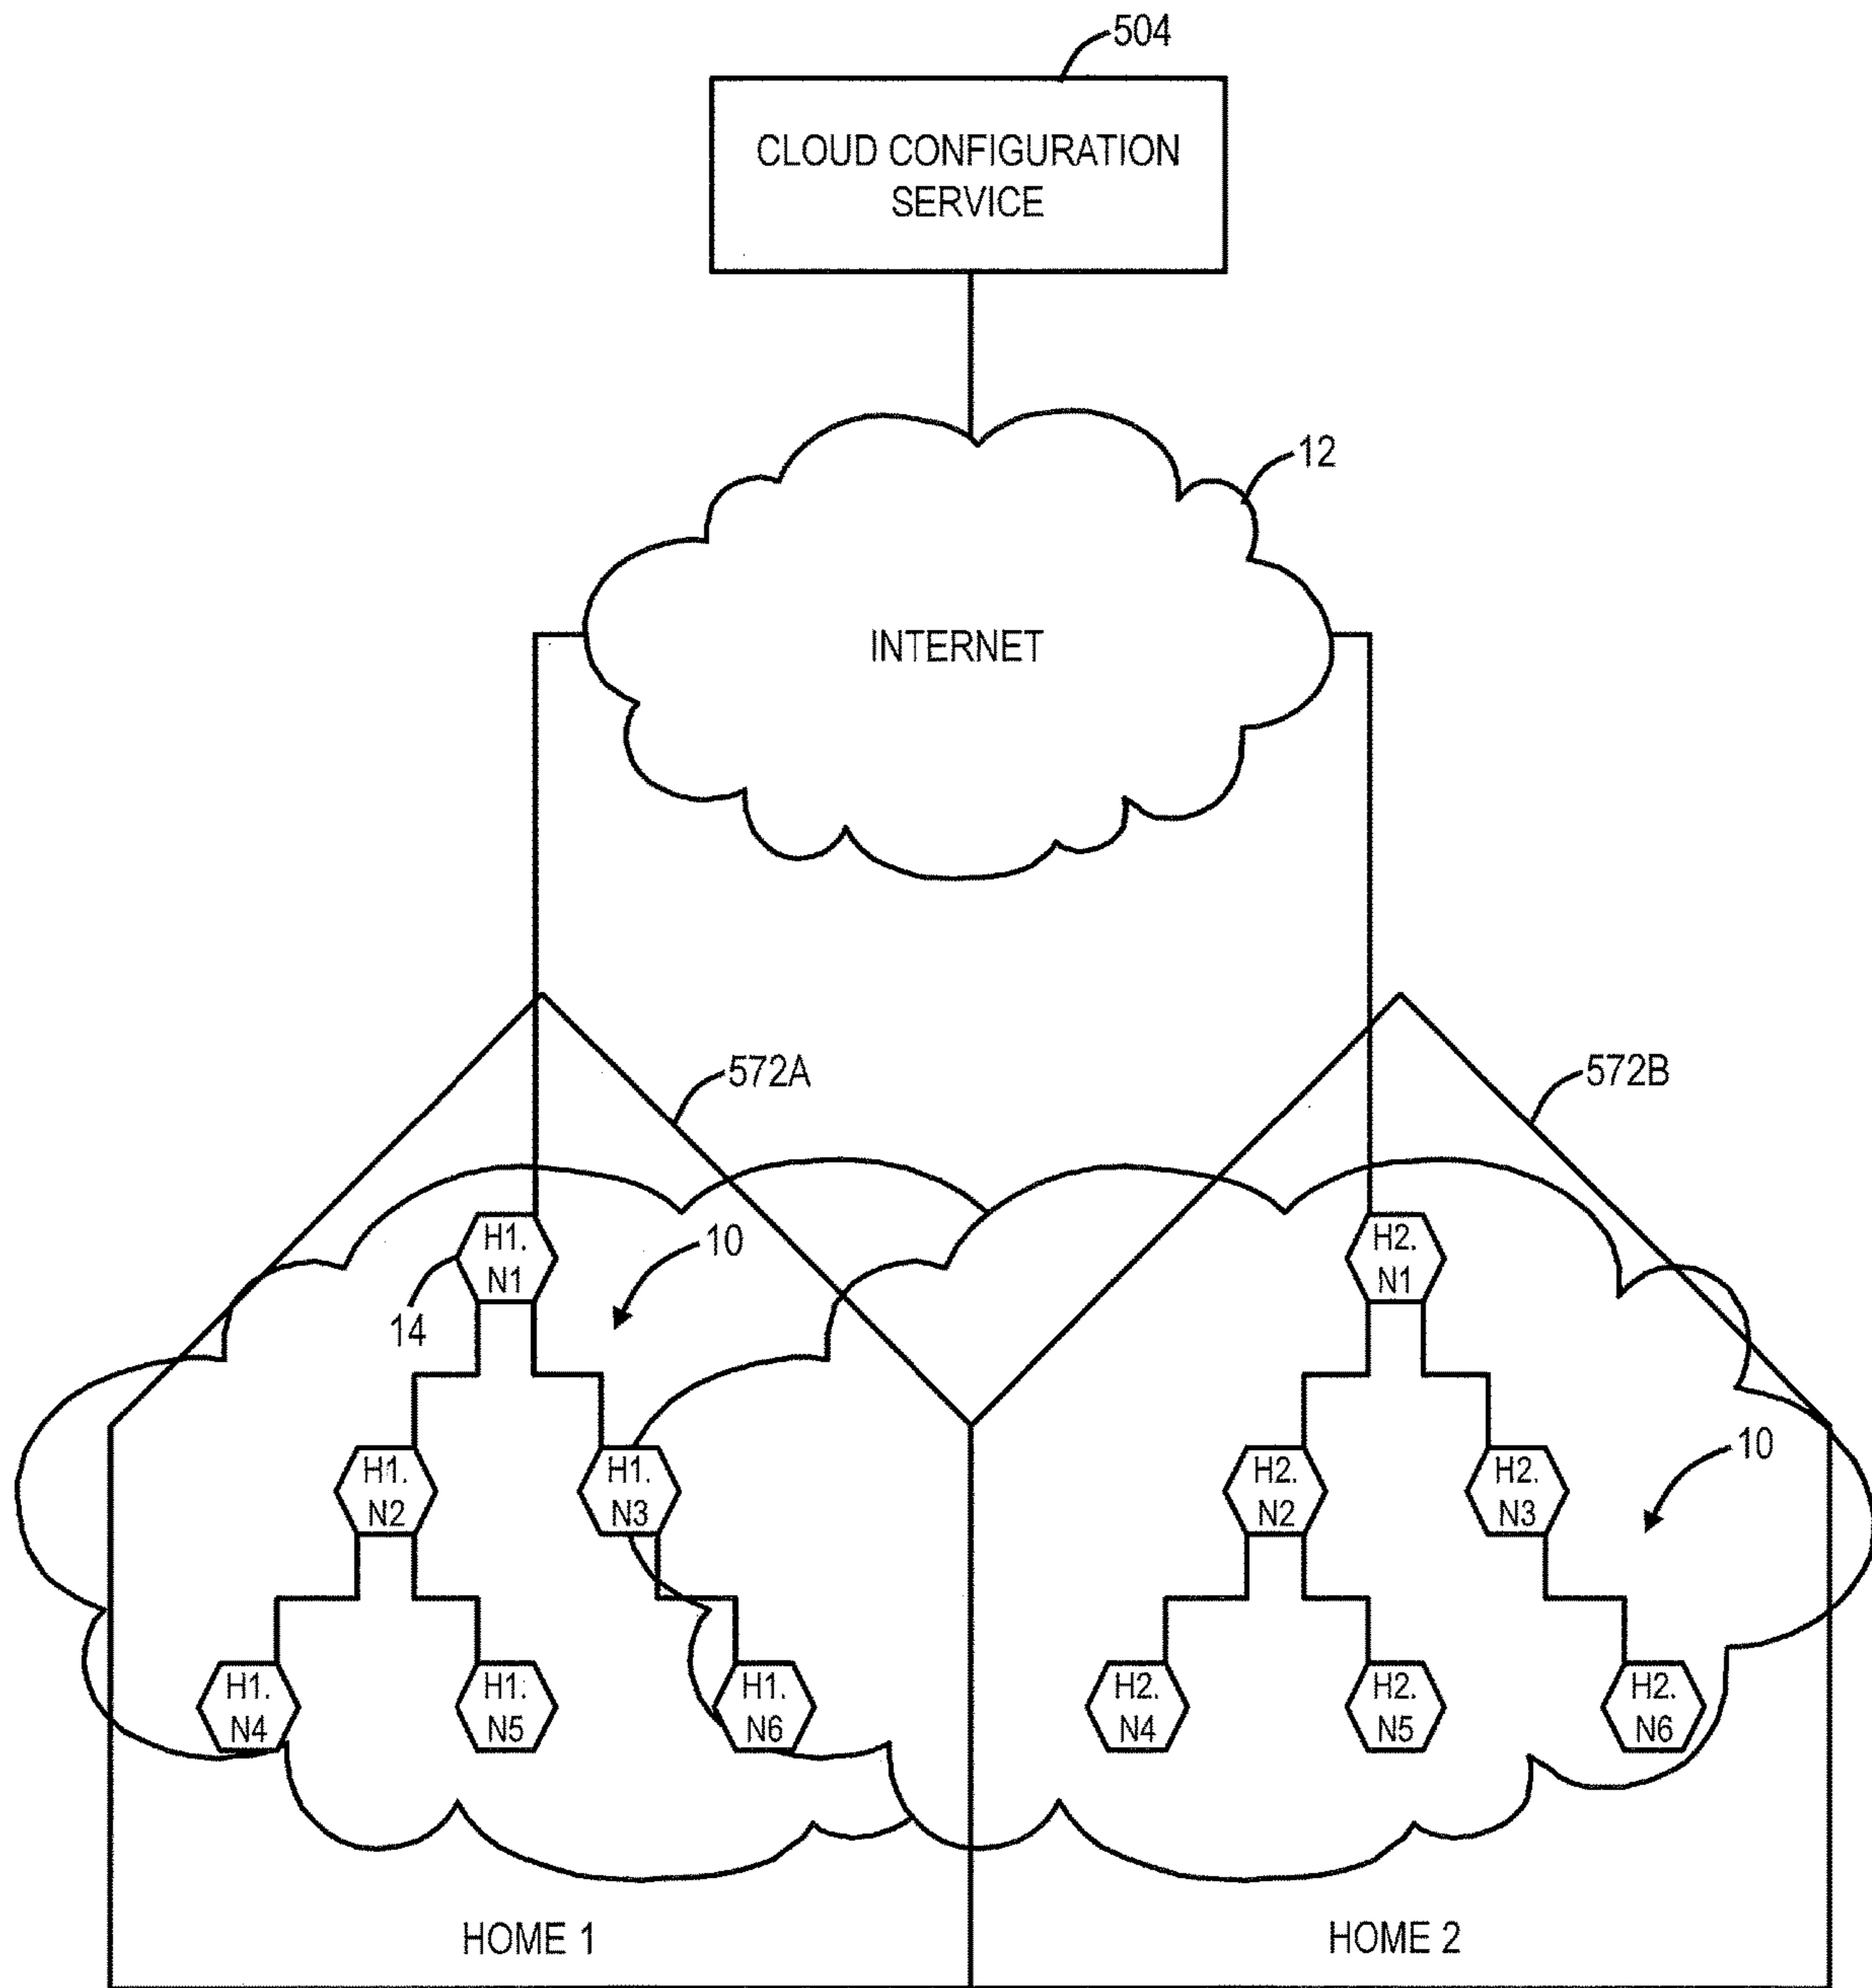 504
CLOUD CONFIGURATION
SERVICE
12
INTERNET
572A
572B
H1.
N1
10
14
H2.
N1
H1.
N2
H1.
N3
H2.
N2
H2.
N3
10
H1.
N4
H1.
N5
H1.
N6
H2.
N4
H2.
N5
H2.
N6
HOME 1
HOME 2